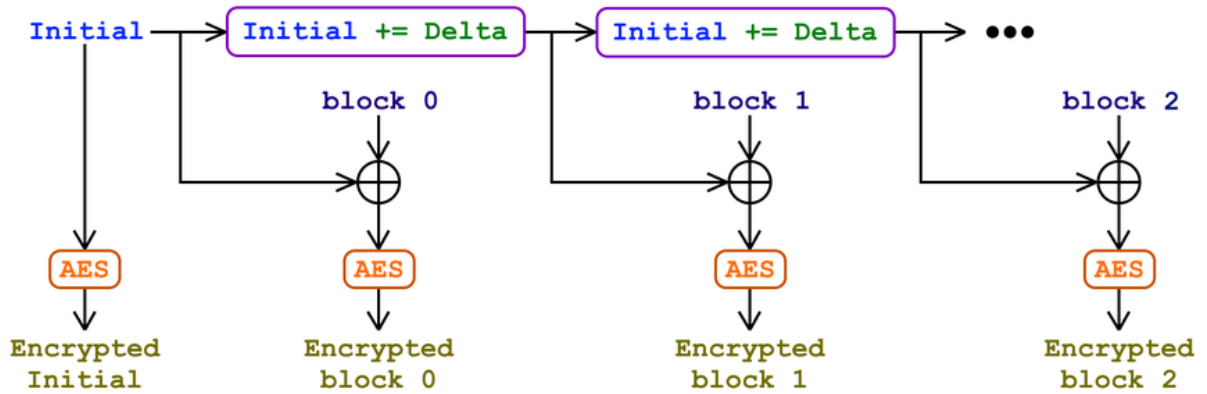 Initial
Initial += Delta
Initial += Delta
block 0
block 1
block 2
AES
AES
AES
AES
Encrypted
Initial
Encrypted
block 0
Encrypted
block 1
Encrypted
block 2